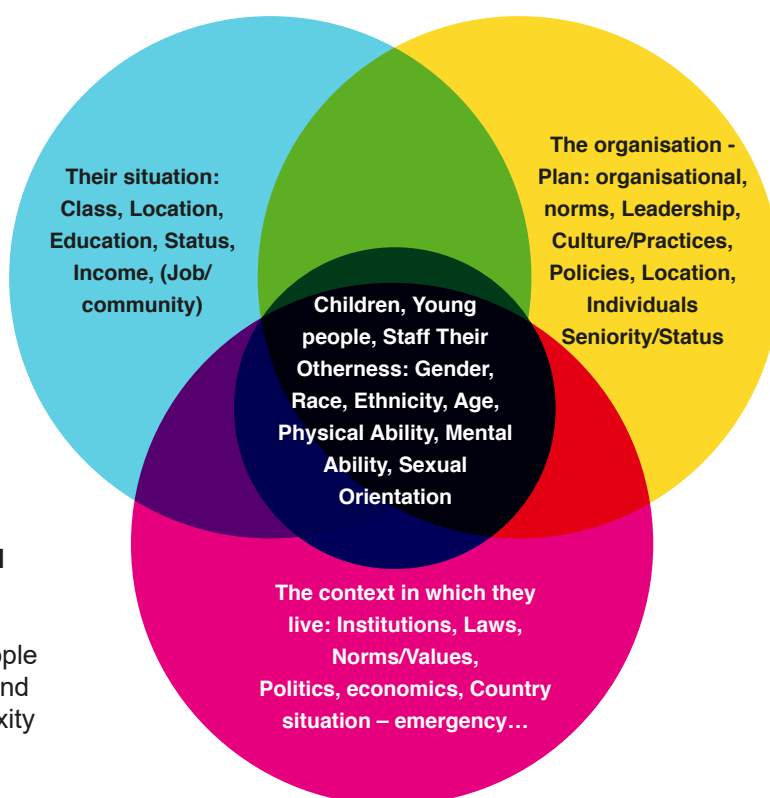 Their situation:
Class, Location,
Education, Status,
Income, (Job/
community)
The organisation -
Plan: organisational,
norms, Leadership,
Culture/Practices,
Policies, Location,
Individuals
Seniority/Status
Children, Young
people, Staff Their
Otherness: Gender,
Race, Ethnicity, Age,
Physical Ability, Mental
Ability, Sexual
Orientation
The context in which they
live: Institutions, Laws,
Norms/Values,
Politics, economics, Country
situation – emergency…